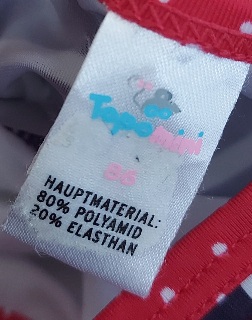 Topomini
86
HAUPTMATERIAL:
80% POLYAMID
20% ELASTHAN